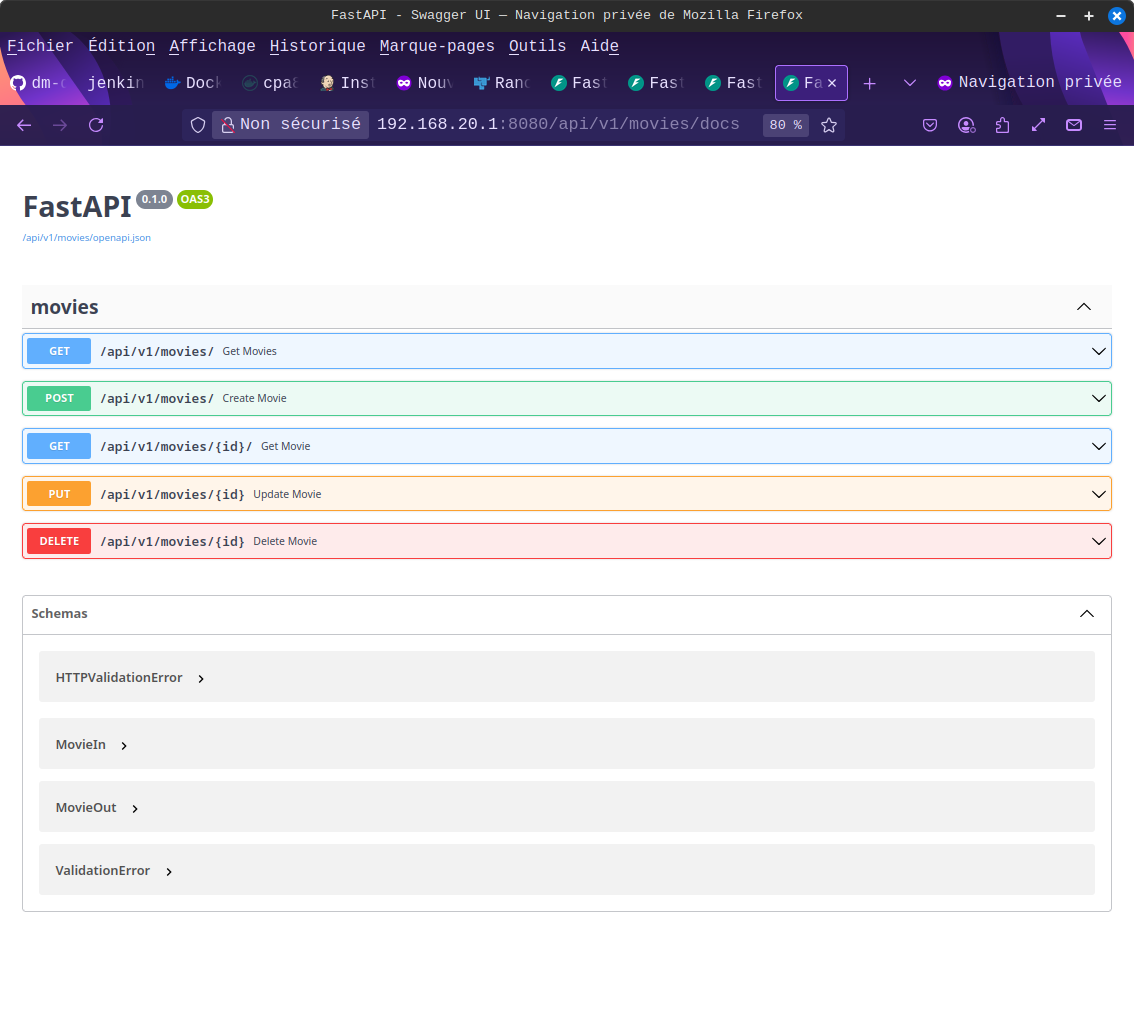 FastAPI - Swagger UI — Navigation privée de Mozilla Firefox
Fichier Édition Affichage Historique Marque-pages Outils Aide
dm- jenkin Dock cpa8 Inst Nouv Ranc Fast Fast Fast Fa Navigation privée
Non sécurisé 192.168.20.1:8080/api/v1/movies/docs 80 %
FastAPI 0.1.0 OAS3
/api/v1/movies/openapi.json
movies
GET /api/v1/movies/ Get Movies
POST /api/v1/movies/ Create Movie
GET /api/v1/movies/{id}/ Get Movie
PUT /api/v1/movies/{id} Update Movie
DELETE /api/v1/movies/{id} Delete Movie
Schemas
HTTPValidationError
MovieIn
MovieOut
ValidationError